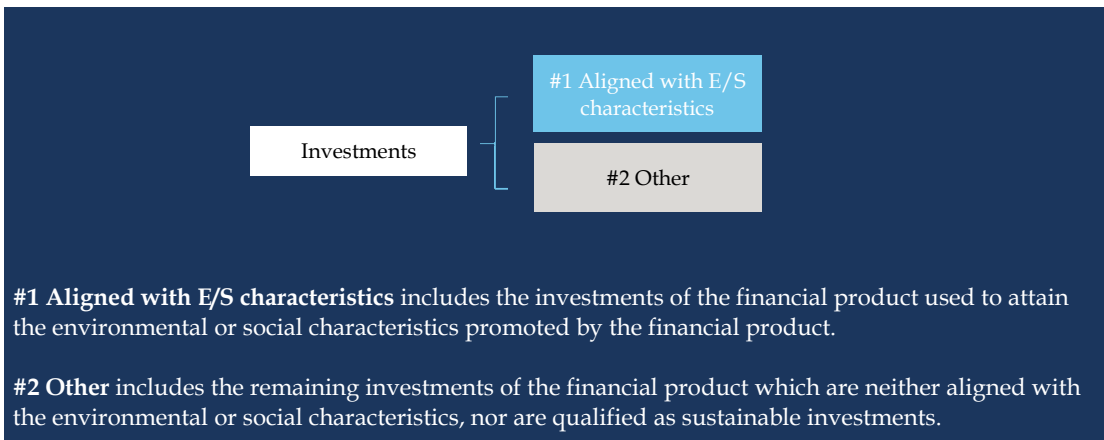 #1 Aligned with E/S
characteristics
Investments
#2 Other
#1 Aligned with E/S characteristics includes the investments of the financial product used to attain
the environmental or social characteristics promoted by the financial product.
#2 Other includes the remaining investments of the financial product which are neither aligned with
the environmental or social characteristics, nor are qualified as sustainable investments.